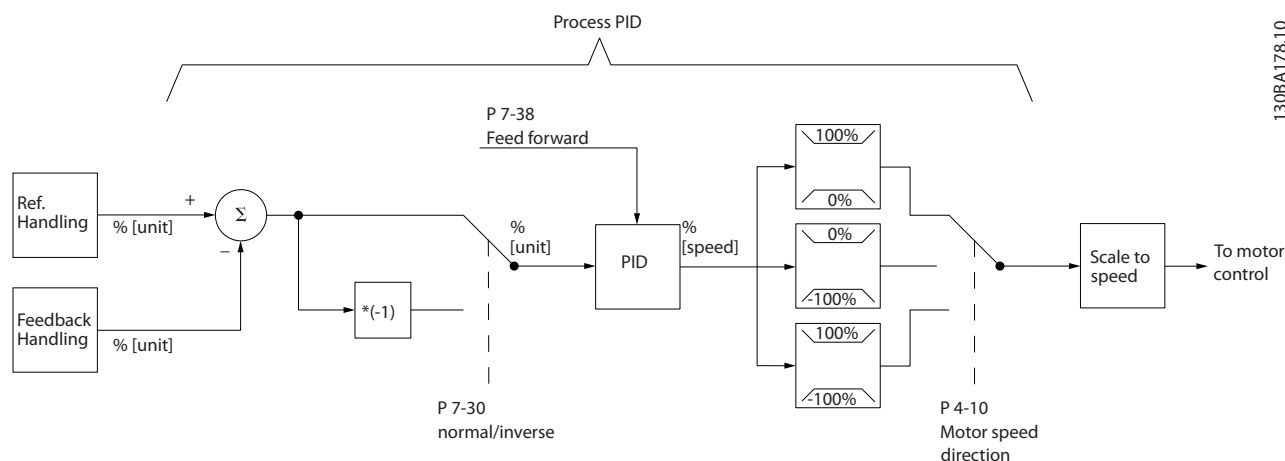 Process PID
130BA178.10
P 7-38
Feed forward
100%
0%
Ref.
Handling
+
% [unit]
Σ
_
%
[unit]
PID
%
[speed]
0%
-100%
Scale to
speed
To motor
control
Feedback
Handling
% [unit]
*(-1)
100%
-100%
P 7-30
normal/inverse
P 4-10
Motor speed
direction